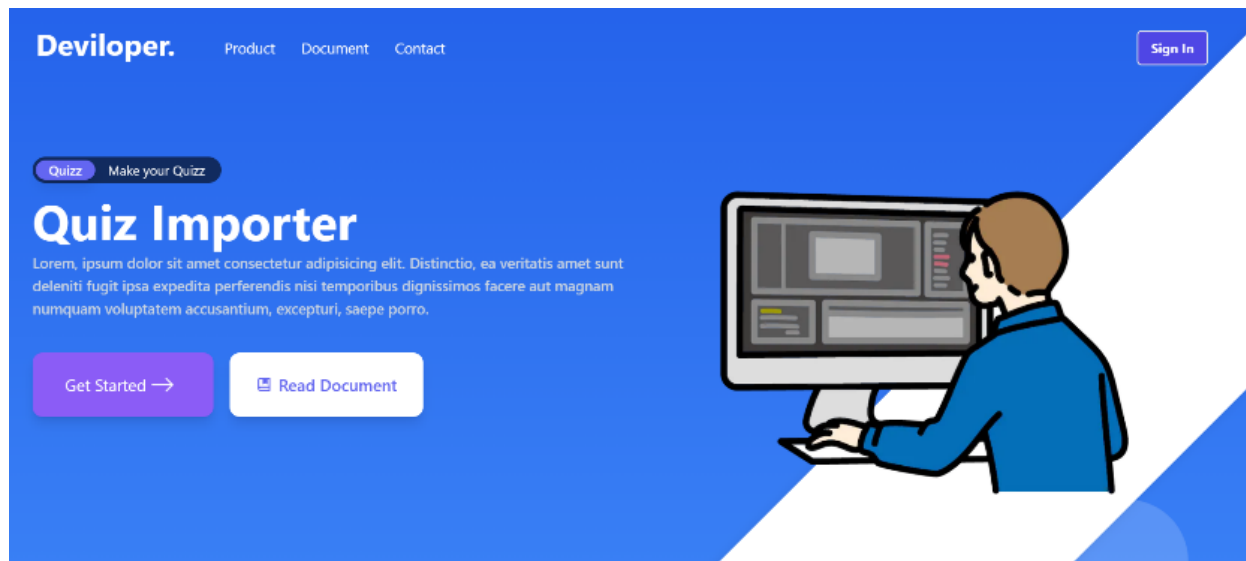 Deviloper.
Product Document Contact
Sign In
Quizz Make your Quizz
Quiz Importer
Lorem, ipsum dolor sit amet consectetur adipisicing elit. Distinctio, ea veritatis amet sunt
deleniti fugit ipsa expedita perferendis nisi temporibus dignissimos facere aut magnam
numquam voluptatem accusantium, excepturi, saepe porro.
Get Started →
Read Document